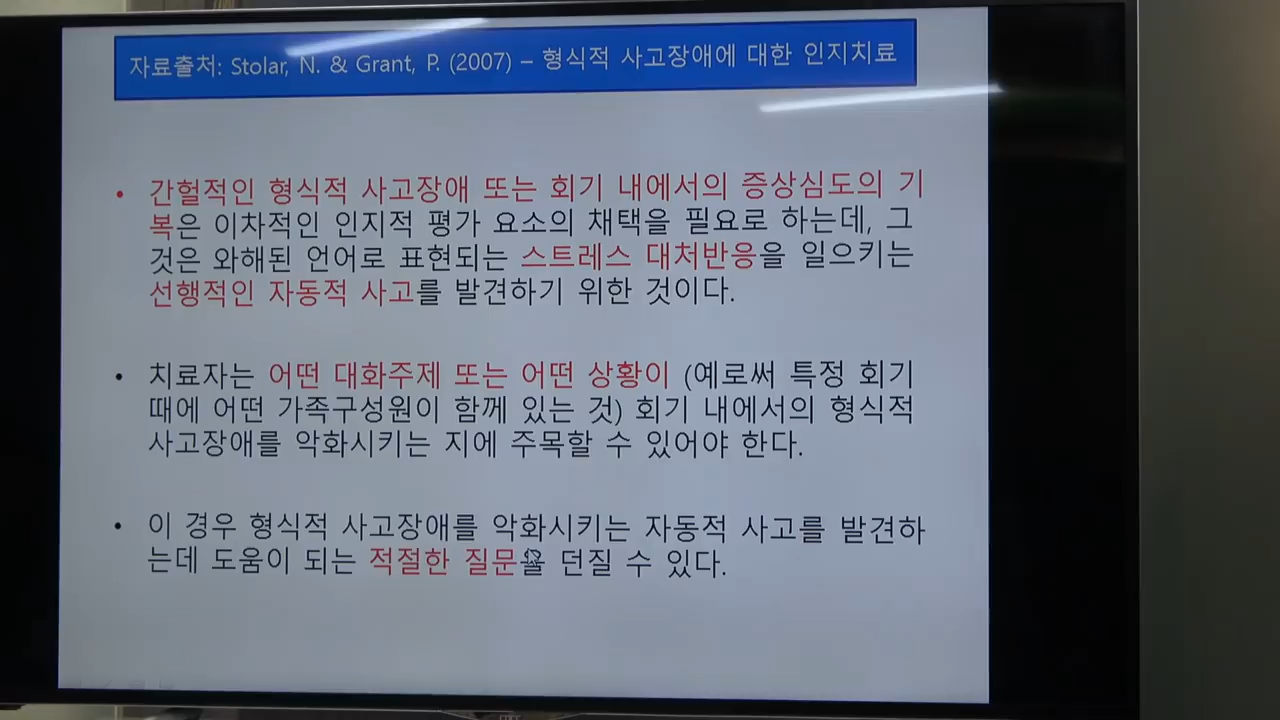 자료출처: Stolar, N. & Grant, P. (2007) – 형식적 사고장애에 대한 인지치료
• 간헐적인 형식적 사고장애 또는 회기 내에서의 증상심도의 기
복은 이차적인 인지적 평가 요소의 채택을 필요로 하는데, 그
것은 와해된 언어로 표현되는 스트레스 대처반응을 일으키는
선행적인 자동적 사고를 발견하기 위한 것이다.
• 치료자는 어떤 대화주제 또는 어떤 상황이 (예로써 특정 회기
때에 어떤 가족구성원이 함께 있는 것) 회기 내에서의 형식적
사고장애를 악화시키는 지에 주목할 수 있어야 한다.
• 이 경우 형식적 사고장애를 악화시키는 자동적 사고를 발견하
는데 도움이 되는 적절한 질문을 던질 수 있다.